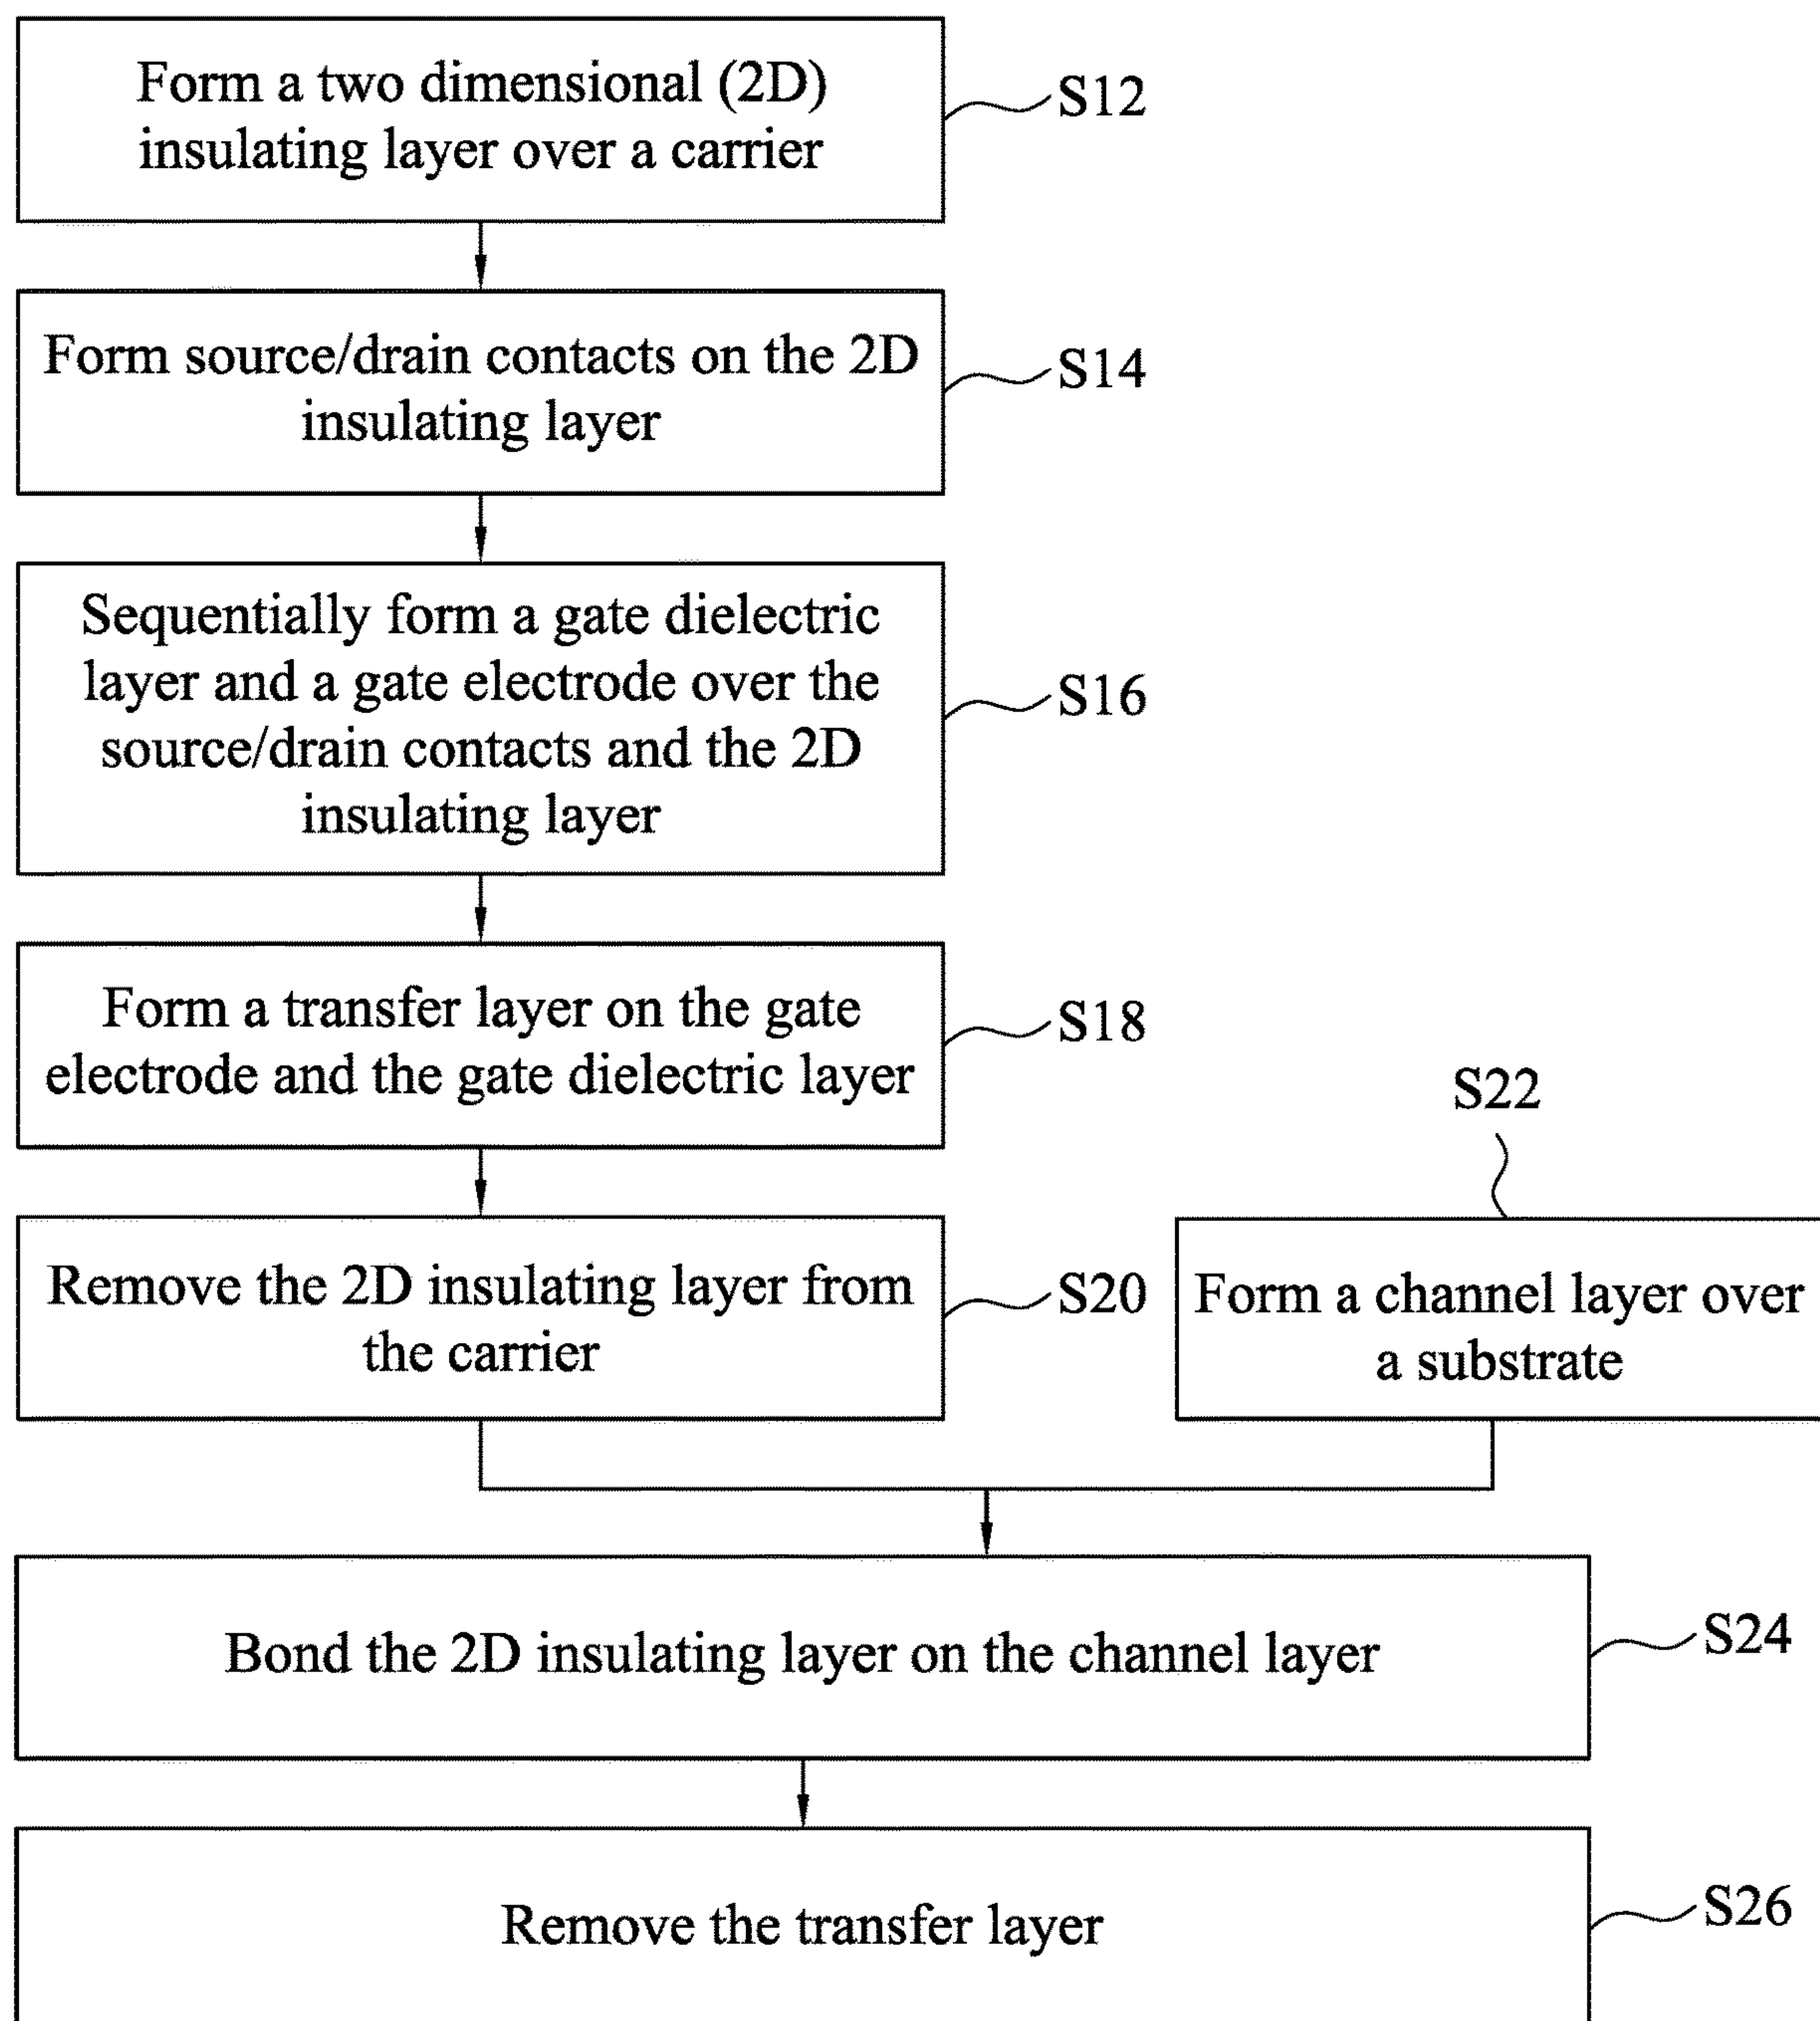 Form a two dimensional (2D)
insulating layer over a carrier
S12
Form source/drain contacts on the 2D
insulating layer
S14
Sequentially form a gate dielectric
layer and a gate electrode over the
source/drain contacts and the 2D
insulating layer
S16
Form a transfer layer on the gate
electrode and the gate dielectric layer
S18
Remove the 2D insulating layer from
the carrier
S20
S22
Form a channel layer over
a substrate
Bond the 2D insulating layer on the channel layer
S24
Remove the transfer layer
S26